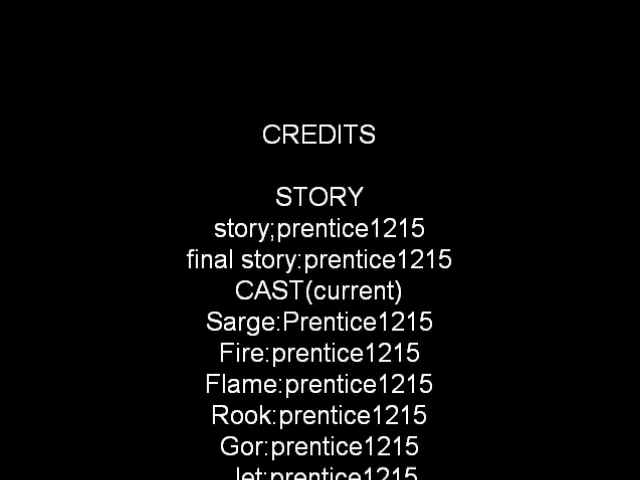 CREDITS
STORY
story;prentice1215
final story:prentice1215
CAST(current)
Sarge:Prentice1215
Fire:prentice1215
Flame:prentice1215
Rook:prentice1215
Gor:prentice1215
:prentice1215